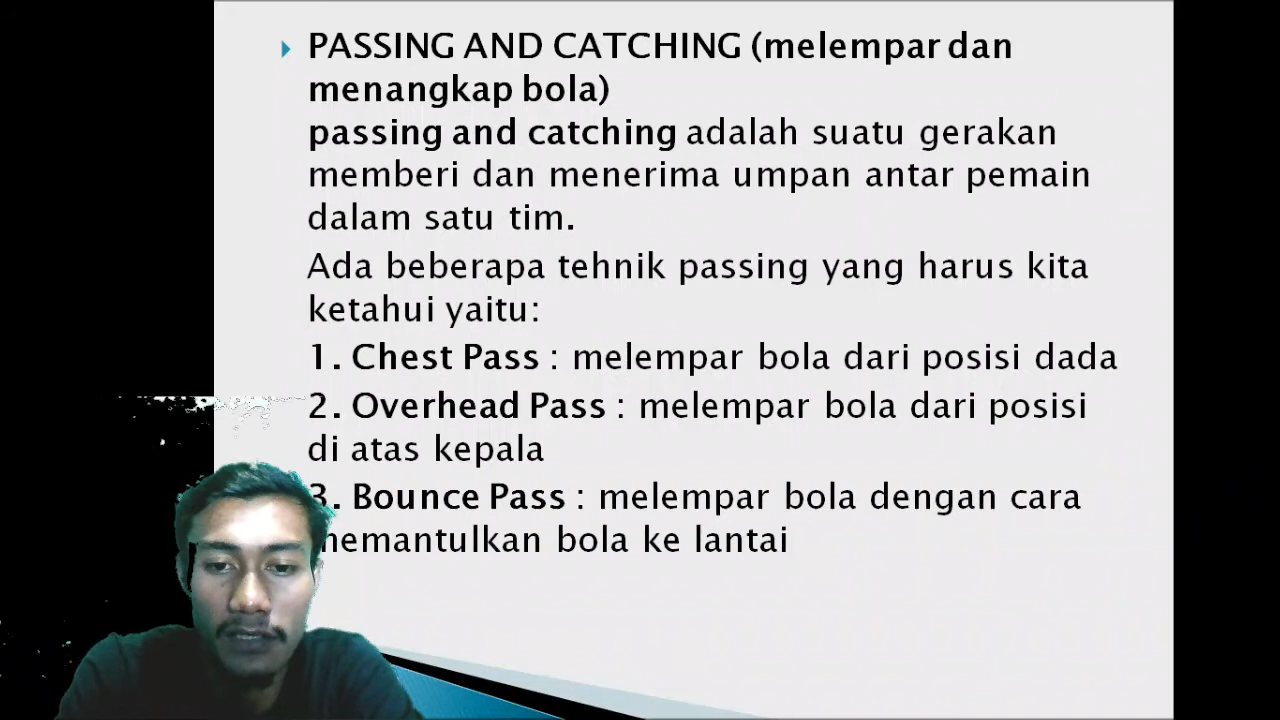 PASSING AND CATCHING (melempar dan
menangkap bola)
passing and catching adalah suatu gerakan
memberi dan menerima umpan antar pemain
dalam satu tim.
Ada beberapa tehnik passing yang harus kita
ketahui yaitu:
1. Chest Pass : melempar bola dari posisi dada
2. Overhead Pass : melempar bola dari posisi
di atas kepala
3. Bounce Pass : melempar bola dengan cara
memantulkan bola ke lantai